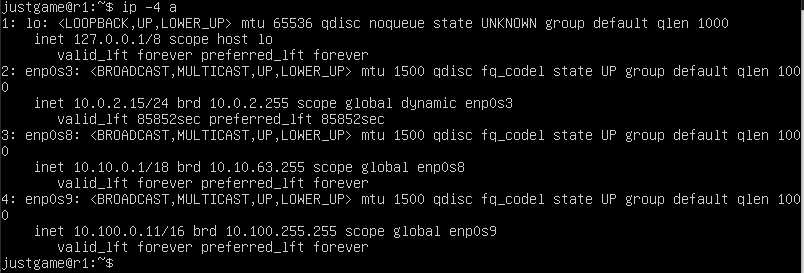 justgame@r1:~$ ip -4 a
1: lo: <LOOPBACK,UP,LOWER_UP> mtu 65536 qdisc noqueue state UNKNOWN group default qlen 1000
    inet 127.0.0.1/8 scope host lo
       valid_lft forever preferred_lft forever
2: enp0s3: <BROADCAST,MULTICAST,UP,LOWER_UP> mtu 1500 qdisc fq_codel state UP group default qlen 100
0
    inet 10.0.2.15/24 brd 10.0.2.255 scope global dynamic enp0s3
       valid_lft 85852sec preferred_lft 85852sec
3: enp0s8: <BROADCAST,MULTICAST,UP,LOWER_UP> mtu 1500 qdisc fq_codel state UP group default qlen 100
0
    inet 10.10.0.1/18 brd 10.10.63.255 scope global enp0s8
       valid_lft forever preferred_lft forever
4: enp0s9: <BROADCAST,MULTICAST,UP,LOWER_UP> mtu 1500 qdisc fq_codel state UP group default qlen 100
0
    inet 10.100.0.11/16 brd 10.100.255.255 scope global enp0s9
       valid_lft forever preferred_lft forever
justgame@r1:~$